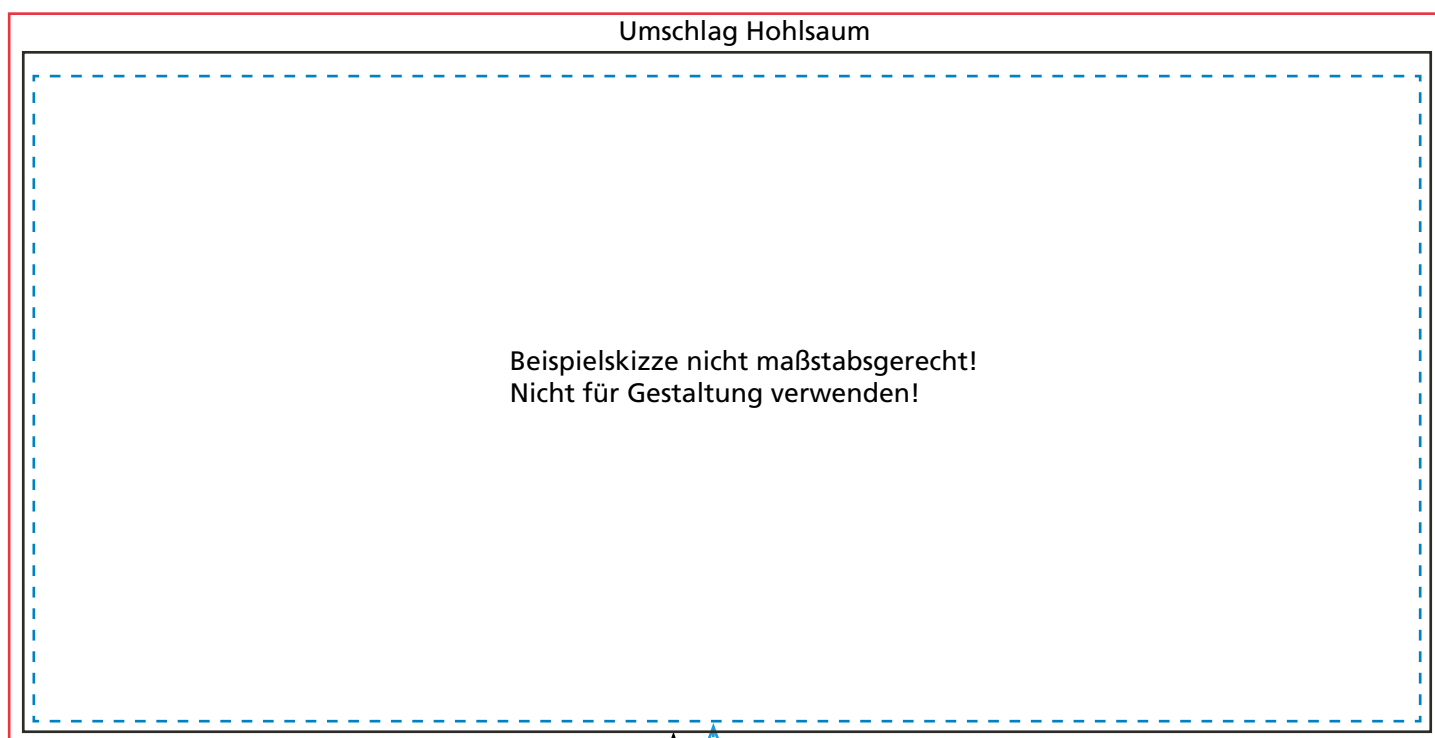 Umschlag Hohlsaum
Beispielskizze nicht maßstabsgerecht!
Nicht für Gestaltung verwenden!